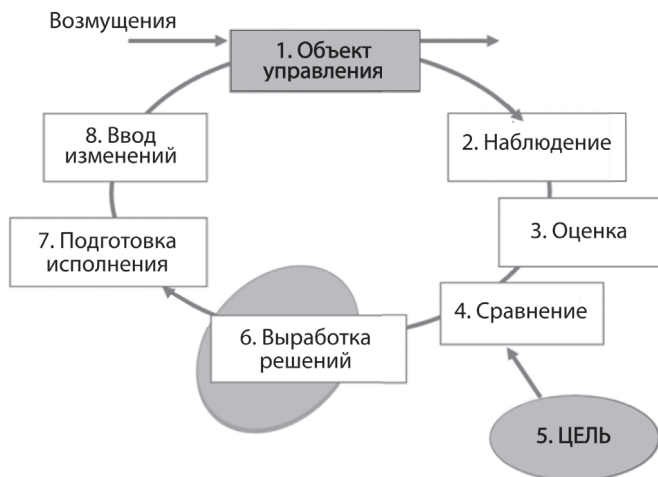 Возмущения
1. Объект
управления
2. Наблюдение
3. Оценка
4. Сравнение
5. ЦЕЛЬ
6. Выработка
решений
7. Подготовка
исполнения
8. Ввод
изменений